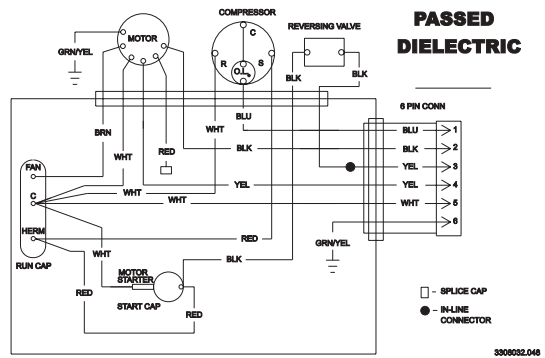 COMPRESSOR
PASSED
DIELECTRIC
REVERSING VALVE
MOTOR
C
GRN/YEL
R
S
O.L.
BLK
BLK
6 PIN CONN
BLU
BRN
WHT
BLU
1
WHT
RED
BLK
BLK
2
FAN
YEL
3
YEL
YEL
4
C
WHT
WHT
WHT
5
6
HERM
RED
GRN/YEL
RUN CAP
WHT
BLK
MOTOR
STARTER
RED
START CAP
RED
- SPLICE CAP
- IN-LINE
CONNECTOR
3308032.048